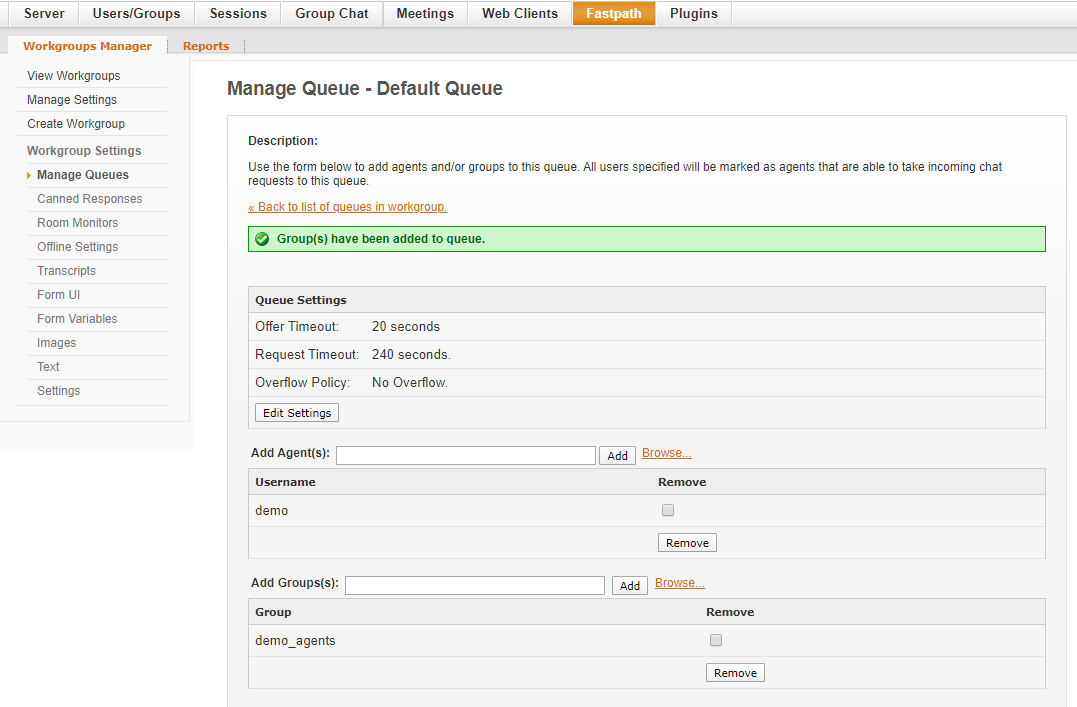 Server Users/Groups Sessions Group Chat Meetings Web Clients Fastpath Plugins
Workgroups Manager Reports
View Workgroups
Manage Settings
Create Workgroup
Workgroup Settings
Manage Queues
Canned Responses
Room Monitors
Offline Settings
Transcripts
Form UI
Form Variables
Images
Text
Settings
Manage Queue - Default Queue
Description:
Use the form below to add agents and/or groups to this queue. All users specified will be marked as agents that are able to take incoming chat
requests to this queue.
« Back to list of queues in workgroup.
Group(s) have been added to queue.
Queue Settings
Offer Timeout: 20 seconds
Request Timeout: 240 seconds.
Overflow Policy: No Overflow.
Edit Settings
Add Agent(s): Add Browse...
Username Remove
demo
Remove
Add Groups(s): Add Browse...
Group Remove
demo_agents
Remove